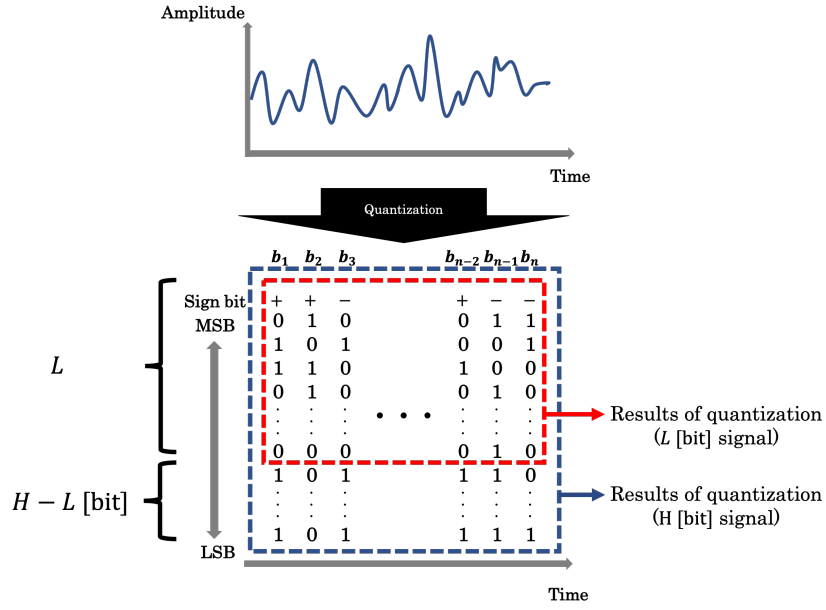 Amplitude
Time
Quantization
b₁ b₂ b₃ bₙ₋₂ bₙ₋₁ bₙ
Sign bit + + − + − −
MSB 0 1 0 0 1 1
1 0 1 0 0 1
L 1 1 0 1 0 0
0 1 0 0 1 0
. . . . . .
. . . • • • . . .
0 0 0 0 1 0
Results of quantization
(L [bit] signal)
1 0 1 1 1 0
H − L [bit] . . . . . .
. . . . . .
1 0 1 1 1 1
LSB
Results of quantization
(H [bit] signal)
Time